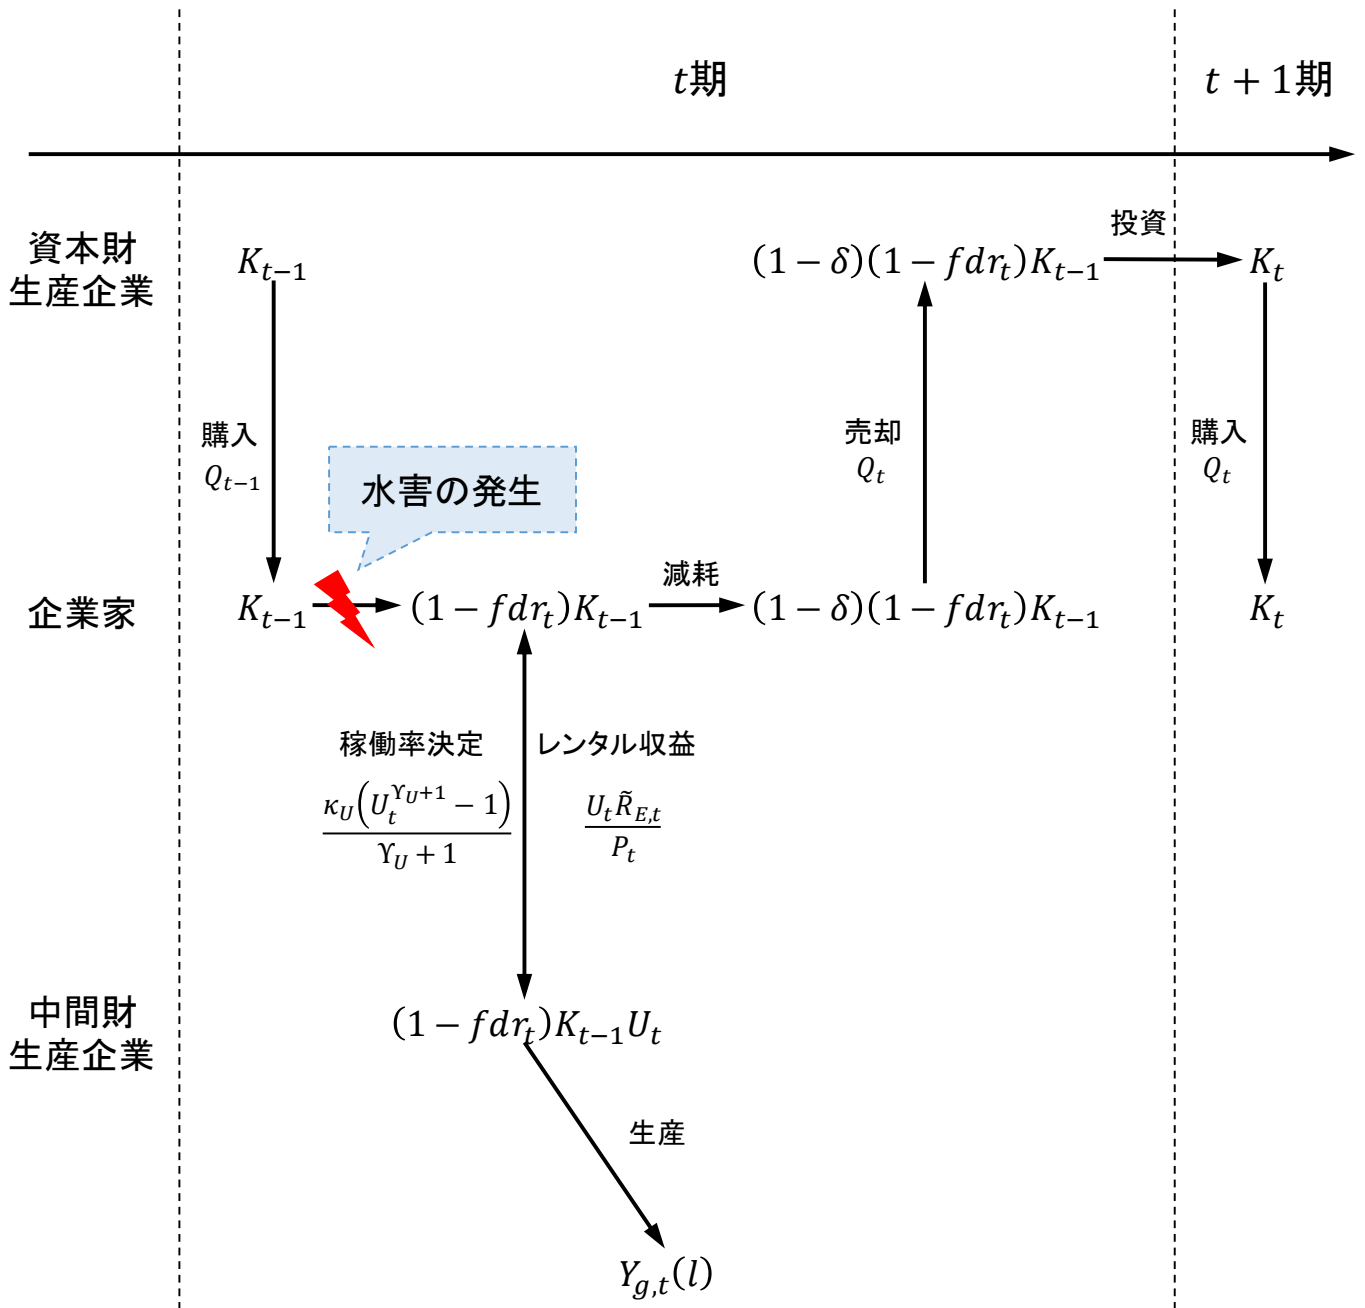 t期
t + 1期
資本財
生産企業
K_{t−1}
(1 − δ)(1 − fdr_t)K_{t−1}
投資
K_t
購入
Q_{t−1}
水害の発生
売却
Q_t
購入
Q_t
企業家
K_{t−1}
(1 − fdr_t)K_{t−1}
減耗
(1 − δ)(1 − fdr_t)K_{t−1}
K_t
稼働率決定
κ_U(U_t^{Υ_U+1} − 1)
Υ_U + 1
レンタル収益
U_t R̃_{E,t}
P_t
中間財
生産企業
(1 − fdr_t)K_{t−1}U_t
生産
Y_{g,t}(l)